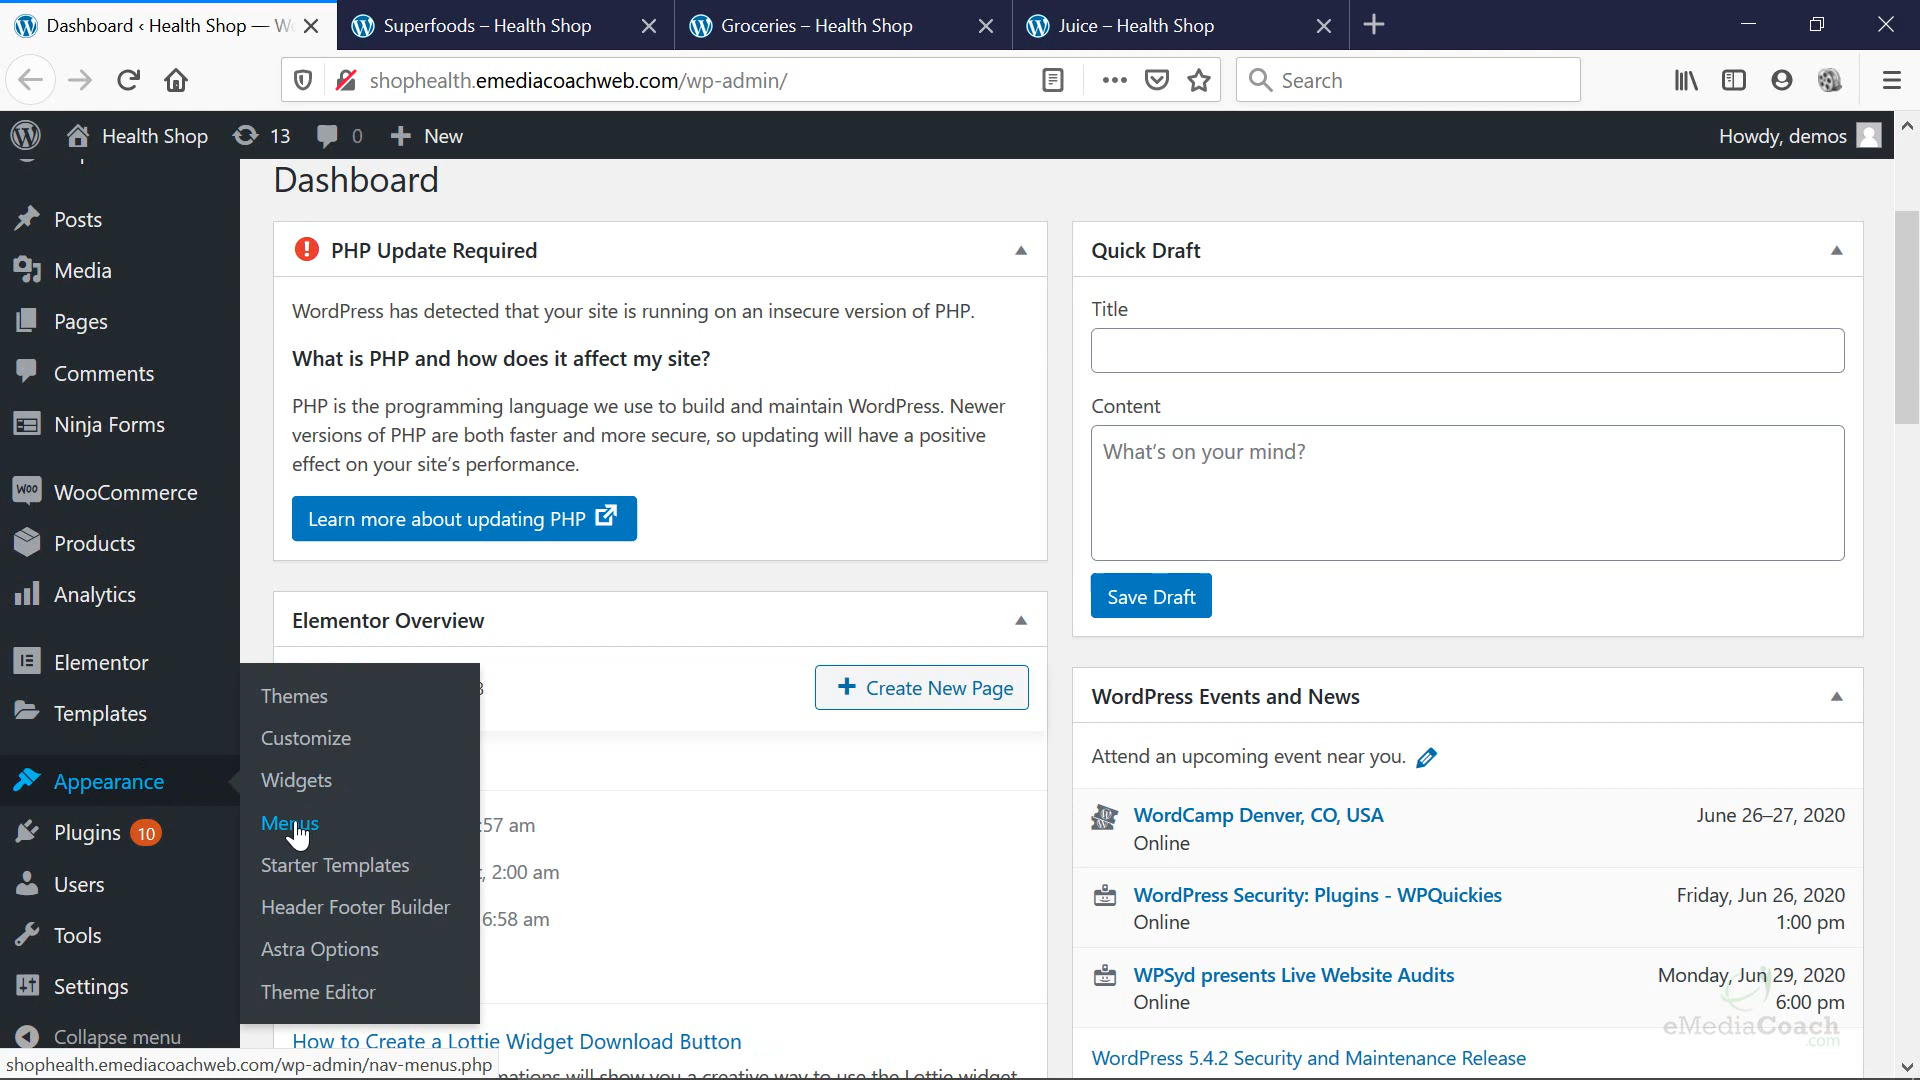 Dashboard ‹ Health Shop —
Superfoods – Health Shop
Groceries – Health Shop
Juice – Health Shop
shophealth.emediacoachweb.com/wp-admin/
Search
Health Shop
13
0
New
Howdy, demos
Posts
Media
Pages
Comments
Ninja Forms
WooCommerce
Products
Analytics
Elementor
Templates
Appearance
Plugins 10
Users
Tools
Settings
Collapse menu
Themes
Customize
Widgets
Menus
Starter Templates
Header Footer Builder
Astra Options
Theme Editor
Dashboard
PHP Update Required
WordPress has detected that your site is running on an insecure version of PHP.
What is PHP and how does it affect my site?
PHP is the programming language we use to build and maintain WordPress. Newer
versions of PHP are both faster and more secure, so updating will have a positive
effect on your site's performance.
Learn more about updating PHP
Elementor Overview
Create New Page
:57 am
, 2:00 am
6:58 am
How to Create a Lottie Widget Download Button
Quick Draft
Title
Content
What's on your mind?
Save Draft
WordPress Events and News
Attend an upcoming event near you.
WordCamp Denver, CO, USA
June 26–27, 2020
Online
WordPress Security: Plugins - WPQuickies
Friday, Jun 26, 2020
Online
1:00 pm
WPSyd presents Live Website Audits
Monday, Jun 29, 2020
Online
6:00 pm
eMediaCoach
.com
WordPress 5.4.2 Security and Maintenance Release
shophealth.emediacoachweb.com/wp-admin/nav-menus.php